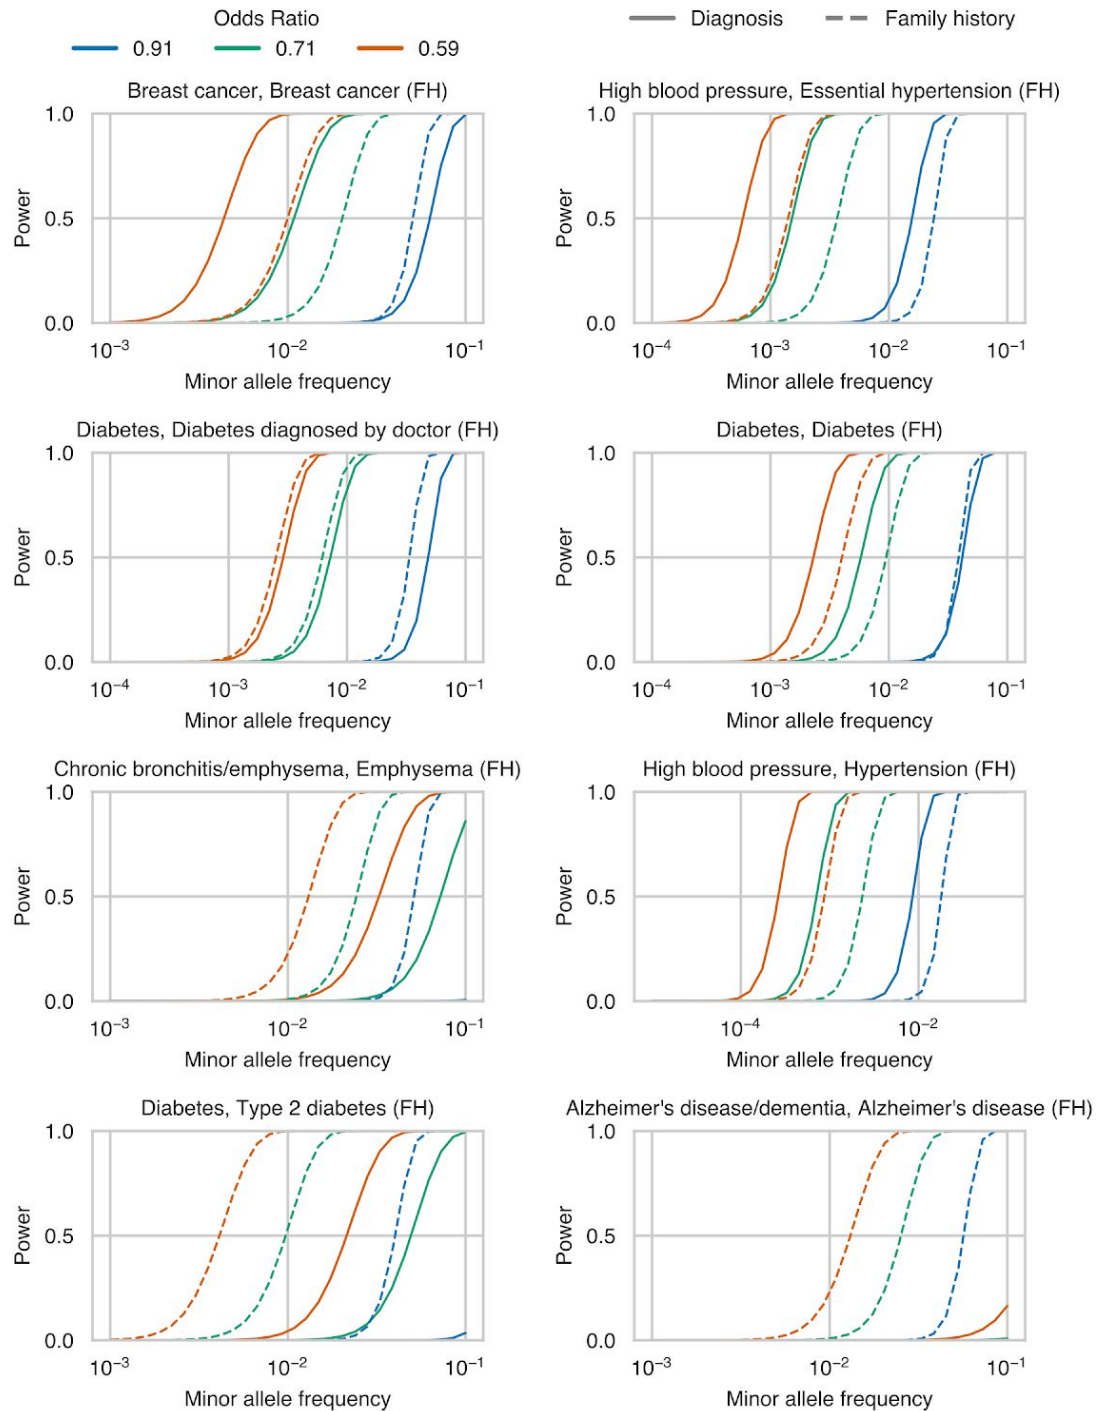 Odds Ratio
0.91 0.71 0.59
Diagnosis Family history
Breast cancer, Breast cancer (FH)
1.0
0.5
0.0
Power
10⁻³ 10⁻² 10⁻¹
Minor allele frequency
High blood pressure, Essential hypertension (FH)
1.0
0.5
0.0
Power
10⁻⁴ 10⁻³ 10⁻² 10⁻¹
Minor allele frequency
Diabetes, Diabetes diagnosed by doctor (FH)
1.0
0.5
0.0
Power
10⁻⁴ 10⁻³ 10⁻² 10⁻¹
Minor allele frequency
Diabetes, Diabetes (FH)
1.0
0.5
0.0
Power
10⁻⁴ 10⁻³ 10⁻² 10⁻¹
Minor allele frequency
Chronic bronchitis/emphysema, Emphysema (FH)
1.0
0.5
0.0
Power
10⁻³ 10⁻² 10⁻¹
Minor allele frequency
High blood pressure, Hypertension (FH)
1.0
0.5
0.0
Power
10⁻⁴ 10⁻²
Minor allele frequency
Diabetes, Type 2 diabetes (FH)
1.0
0.5
0.0
Power
10⁻³ 10⁻² 10⁻¹
Minor allele frequency
Alzheimer's disease/dementia, Alzheimer's disease (FH)
1.0
0.5
0.0
Power
10⁻³ 10⁻² 10⁻¹
Minor allele frequency